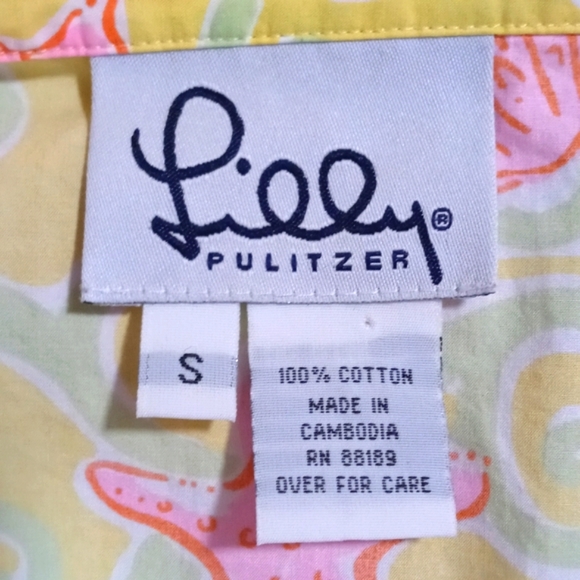 Lilly®
PULITZER
S
100% COTTON
MADE IN
CAMBODIA
RN 88189
OVER FOR CARE